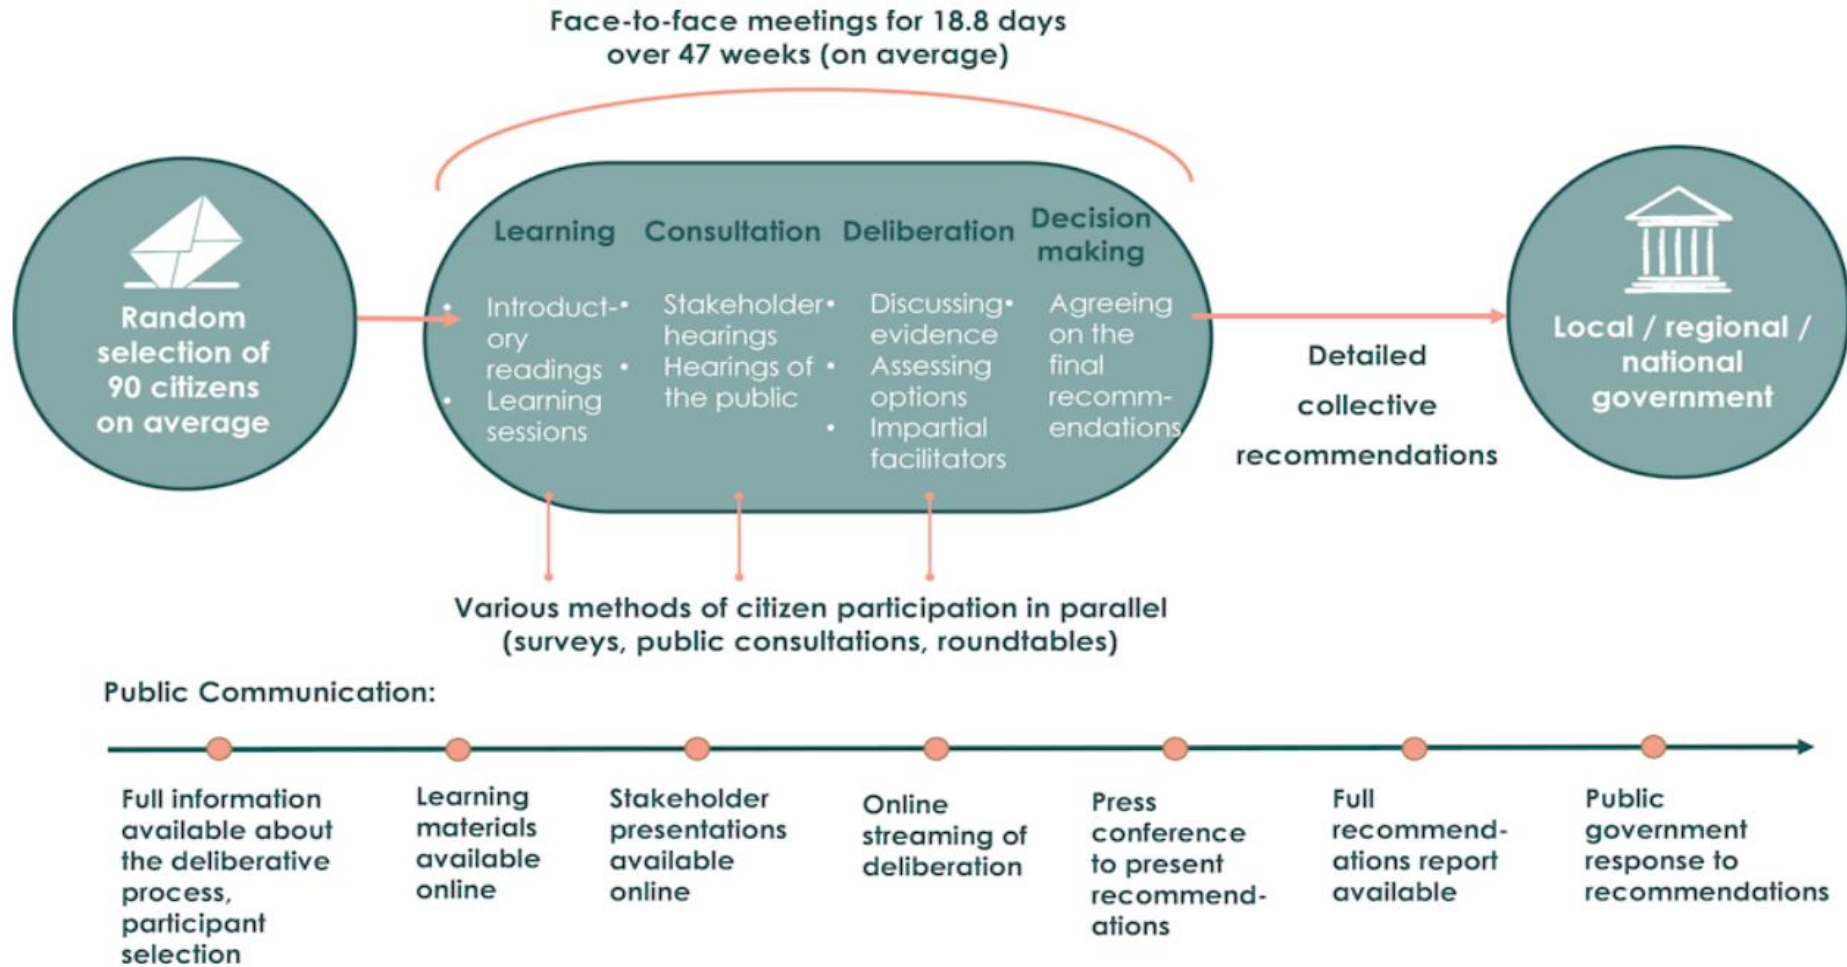 Face-to-face meetings for 18.8 days
over 47 weeks (on average)
Random
selection of
90 citizens
on average
Learning
• Introduct-
ory
readings
• Learning
sessions
Consultation
• Stakeholder
hearings
• Hearings of
the public
Deliberation
• Discussing
evidence
• Assessing
options
• Impartial
facilitators
Decision
making
• Agreeing
on the
final
recomm-
endations
Detailed
collective
recommendations
Local / regional /
national
government
Various methods of citizen participation in parallel
(surveys, public consultations, roundtables)
Public Communication:
Full information
available about
the deliberative
process,
participant
selection
Learning
materials
available
online
Stakeholder
presentations
available
online
Online
streaming of
deliberation
Press
conference
to present
recommend-
ations
Full
recommend-
ations report
available
Public
government
response to
recommendations